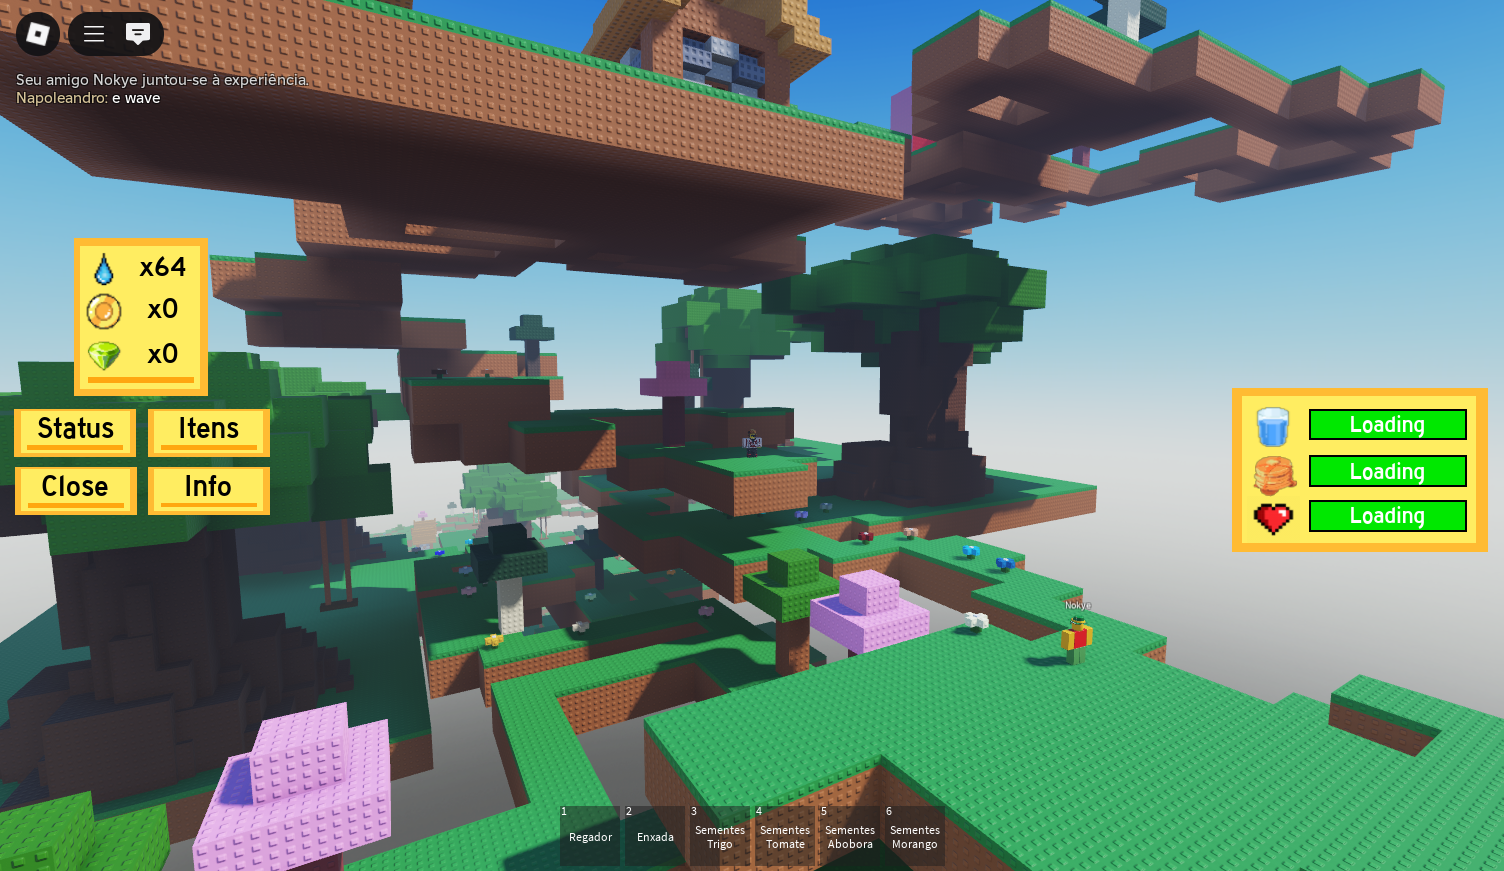 Seu amigo Nokye juntou-se à experiência.
Napoleandro: e wave
x64
x0
x0
Status
Itens
Close
Info
Loading
Loading
Loading
Nokye
1
Regador
2
Enxada
3
Sementes
Trigo
4
Sementes
Tomate
5
Sementes
Abobora
6
Sementes
Morango